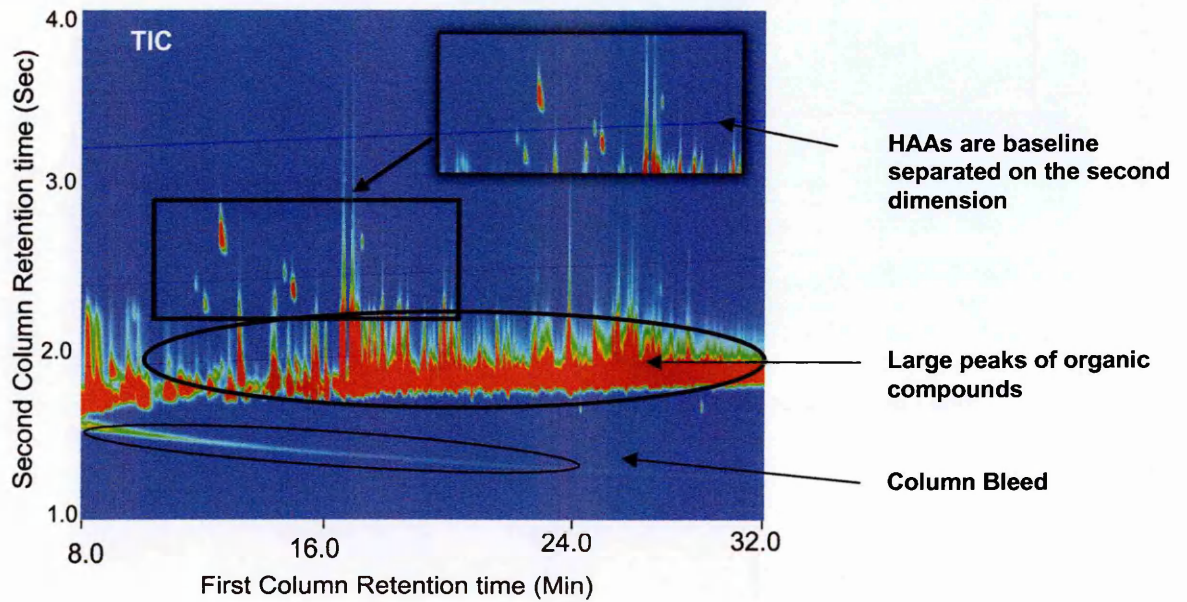 4.0
TIC
3.0
2.0
1.0
Second Column Retention time (Sec)
8.0
16.0
24.0
32.0
First Column Retention time (Min)
HAAs are baseline
separated on the second
dimension
Large peaks of organic
compounds
Column Bleed